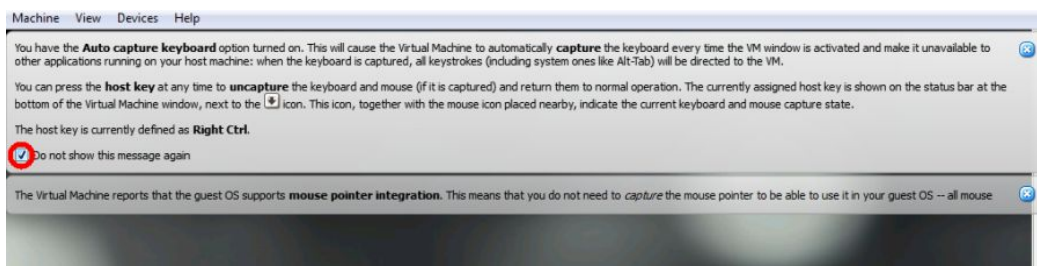 Machine View Devices Help
You have the Auto capture keyboard option turned on. This will cause the Virtual Machine to automatically capture the keyboard every time the VM window is activated and make it unavailable to
other applications running on your host machine: when the keyboard is captured, all keystrokes (including system ones like Alt-Tab) will be directed to the VM.
You can press the host key at any time to uncapture the keyboard and mouse (if it is captured) and return them to normal operation. The currently assigned host key is shown on the status bar at the
bottom of the Virtual Machine window, next to the icon. This icon, together with the mouse icon placed nearby, indicate the current keyboard and mouse capture state.
The host key is currently defined as Right Ctrl.
Do not show this message again
The Virtual Machine reports that the guest OS supports mouse pointer integration. This means that you do not need to capture the mouse pointer to be able to use it in your guest OS -- all mouse